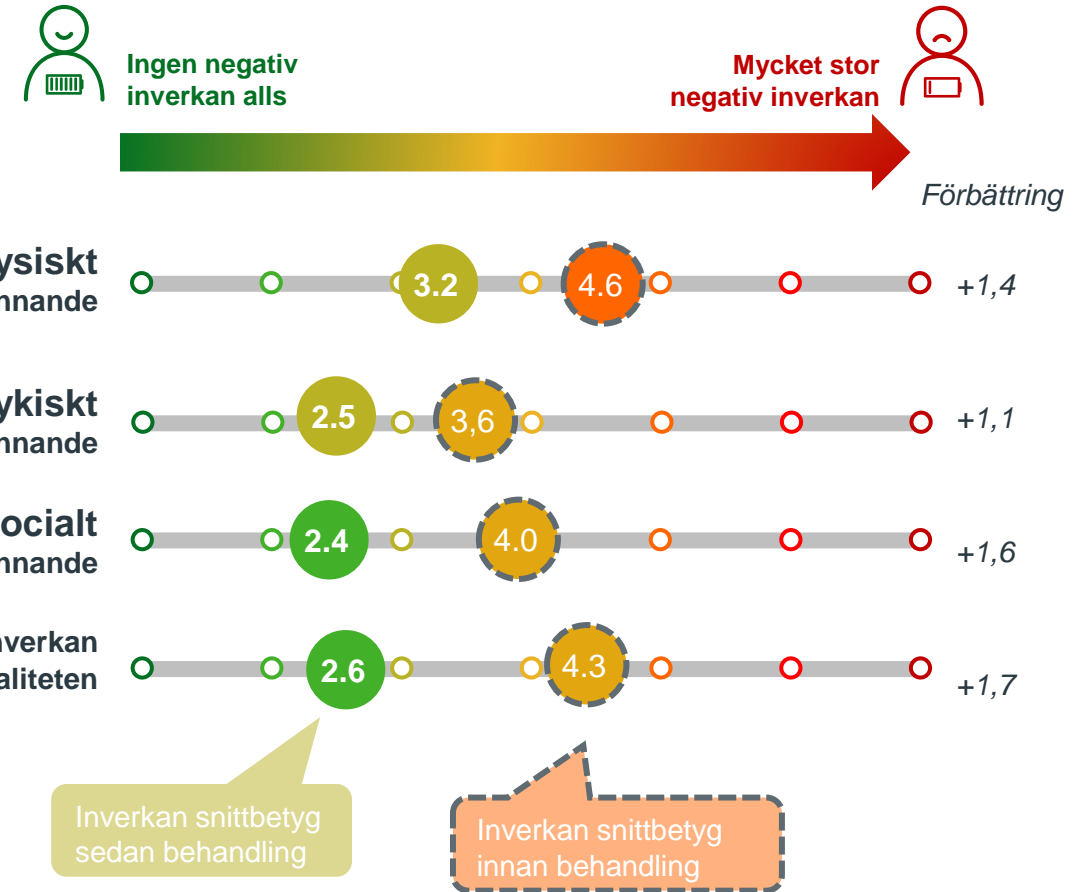 Ingen negativ
inverkan alls
Mycket stor
negativ inverkan
Förbättring
ysiskt
nnande
3.2
4.6
+1,4
ykiskt
nnande
2.5
3,6
+1,1
ocialt
nnande
2.4
4.0
+1,6
nverkan
aliteten
2.6
4.3
+1,7
Inverkan snittbetyg
sedan behandling
Inverkan snittbetyg
innan behandling